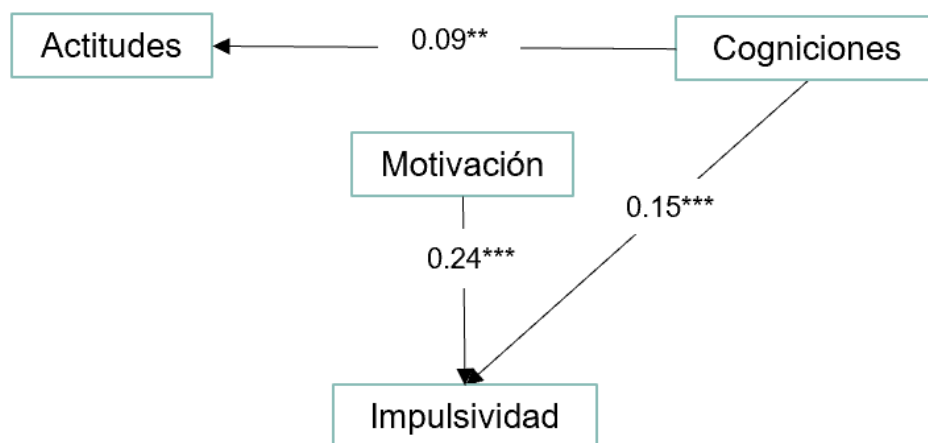 Actitudes
0.09**
Cogniciones
Motivación
0.15***
0.24***
Impulsividad